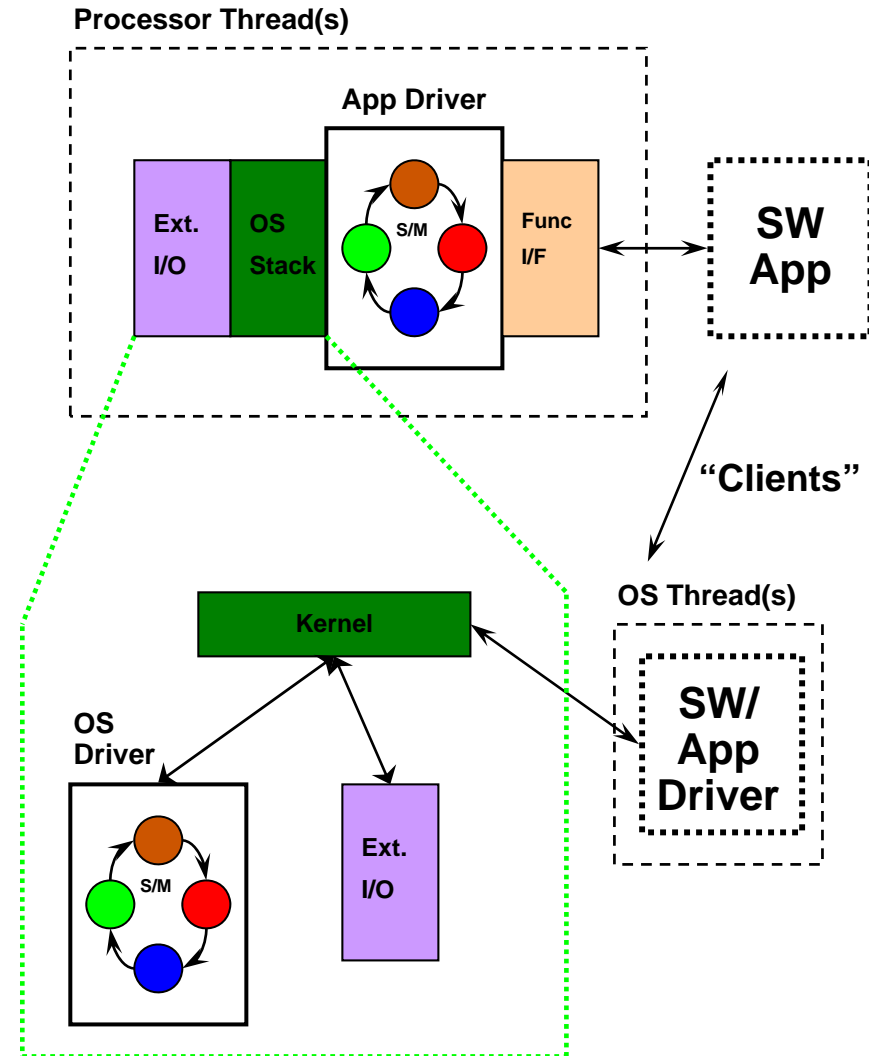 Processor Thread(s)
App Driver
Ext.
I/O
OS
Stack
S/M
Func
I/F
SW
App
“Clients”
OS Thread(s)
Kernel
SW/
App
Driver
OS
Driver
S/M
Ext.
I/O